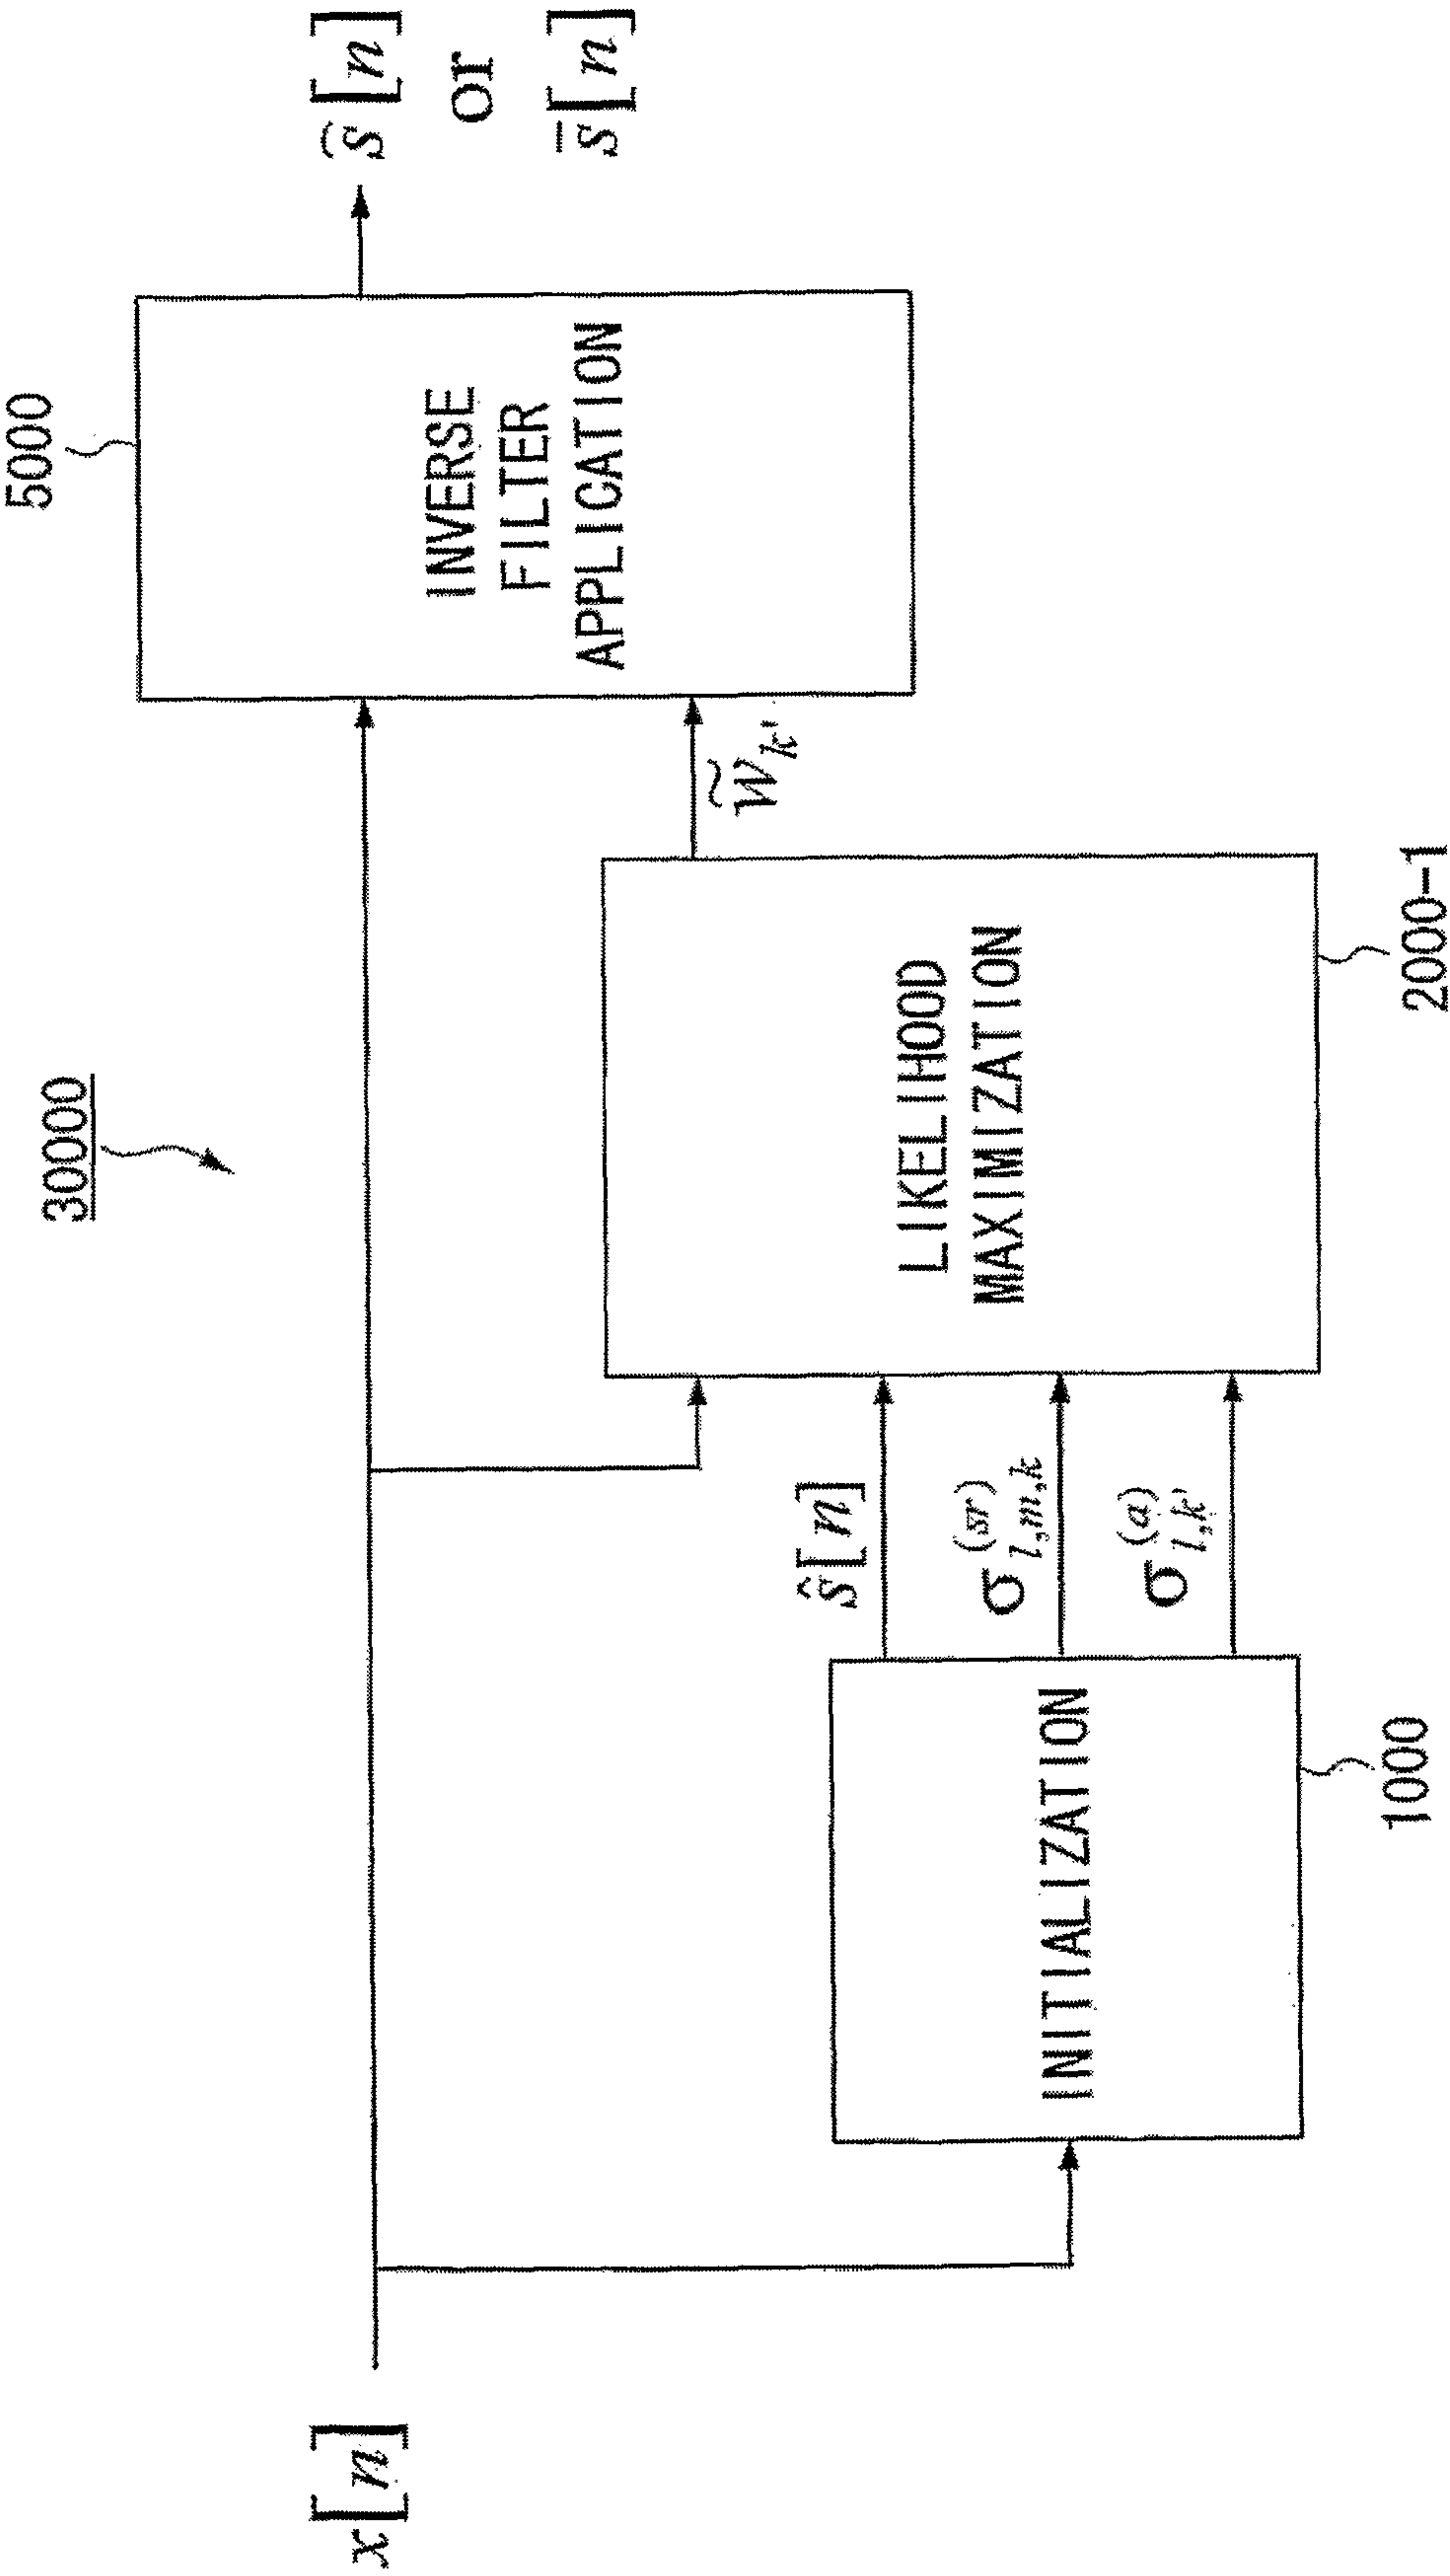 30000
5000
x[n]
INVERSE
FILTER
APPLICATION
s̑[n]
or
s̄[n]
w̃k'
LIKELIHOOD
MAXIMIZATION
2000-1
ŝ[n]
σ(sr)l,m,k
σ(a)l,k'
INITIALIZATION
1000